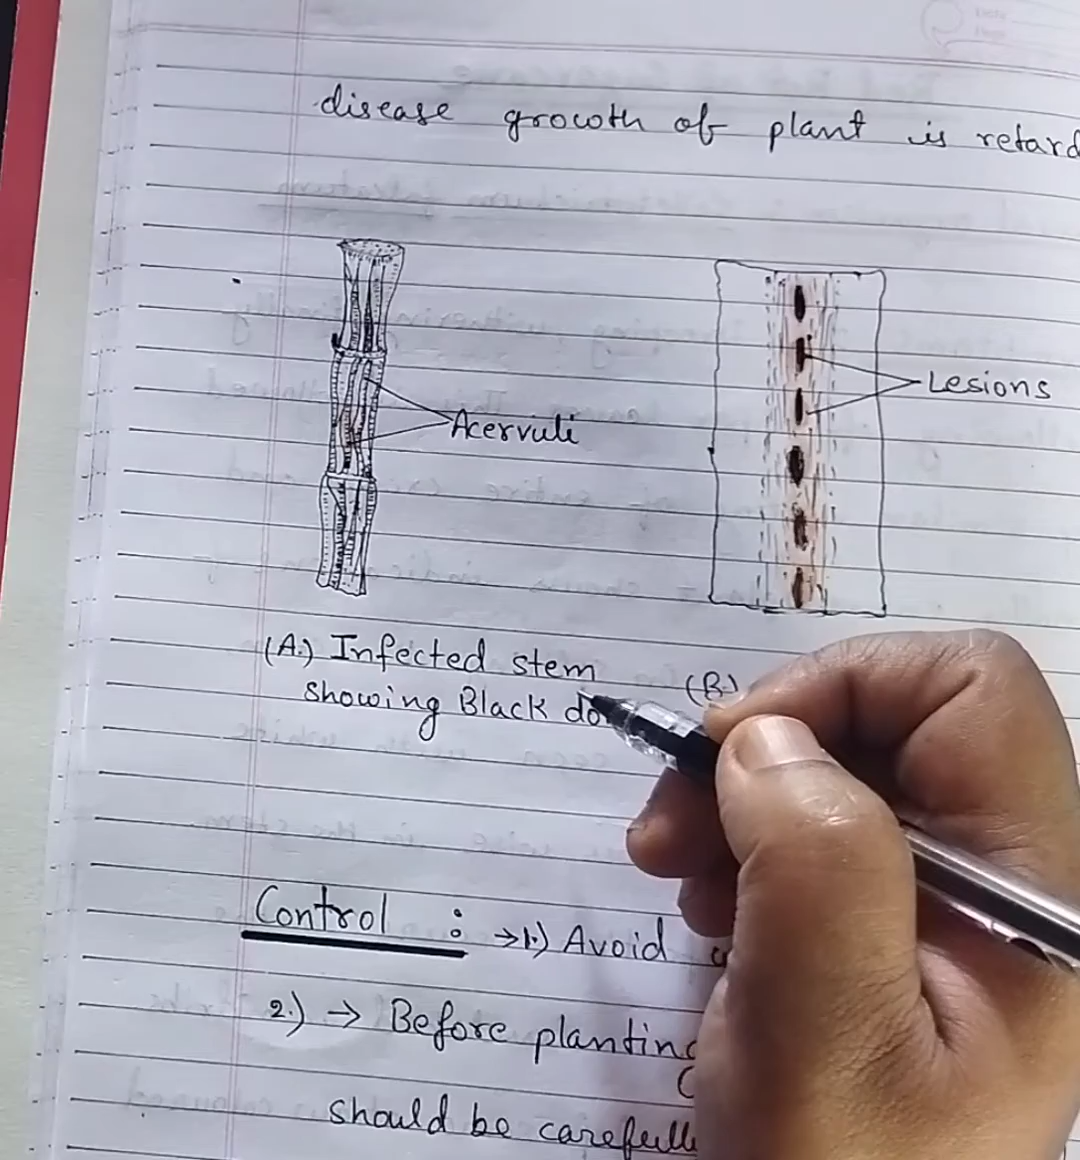 disease growth of plant is retard
Acervuli
Lesions
(A.) Infected stem
showing Black do
(B.)
Control : →1.) Avoid
2.) → Before planting
should be carefull